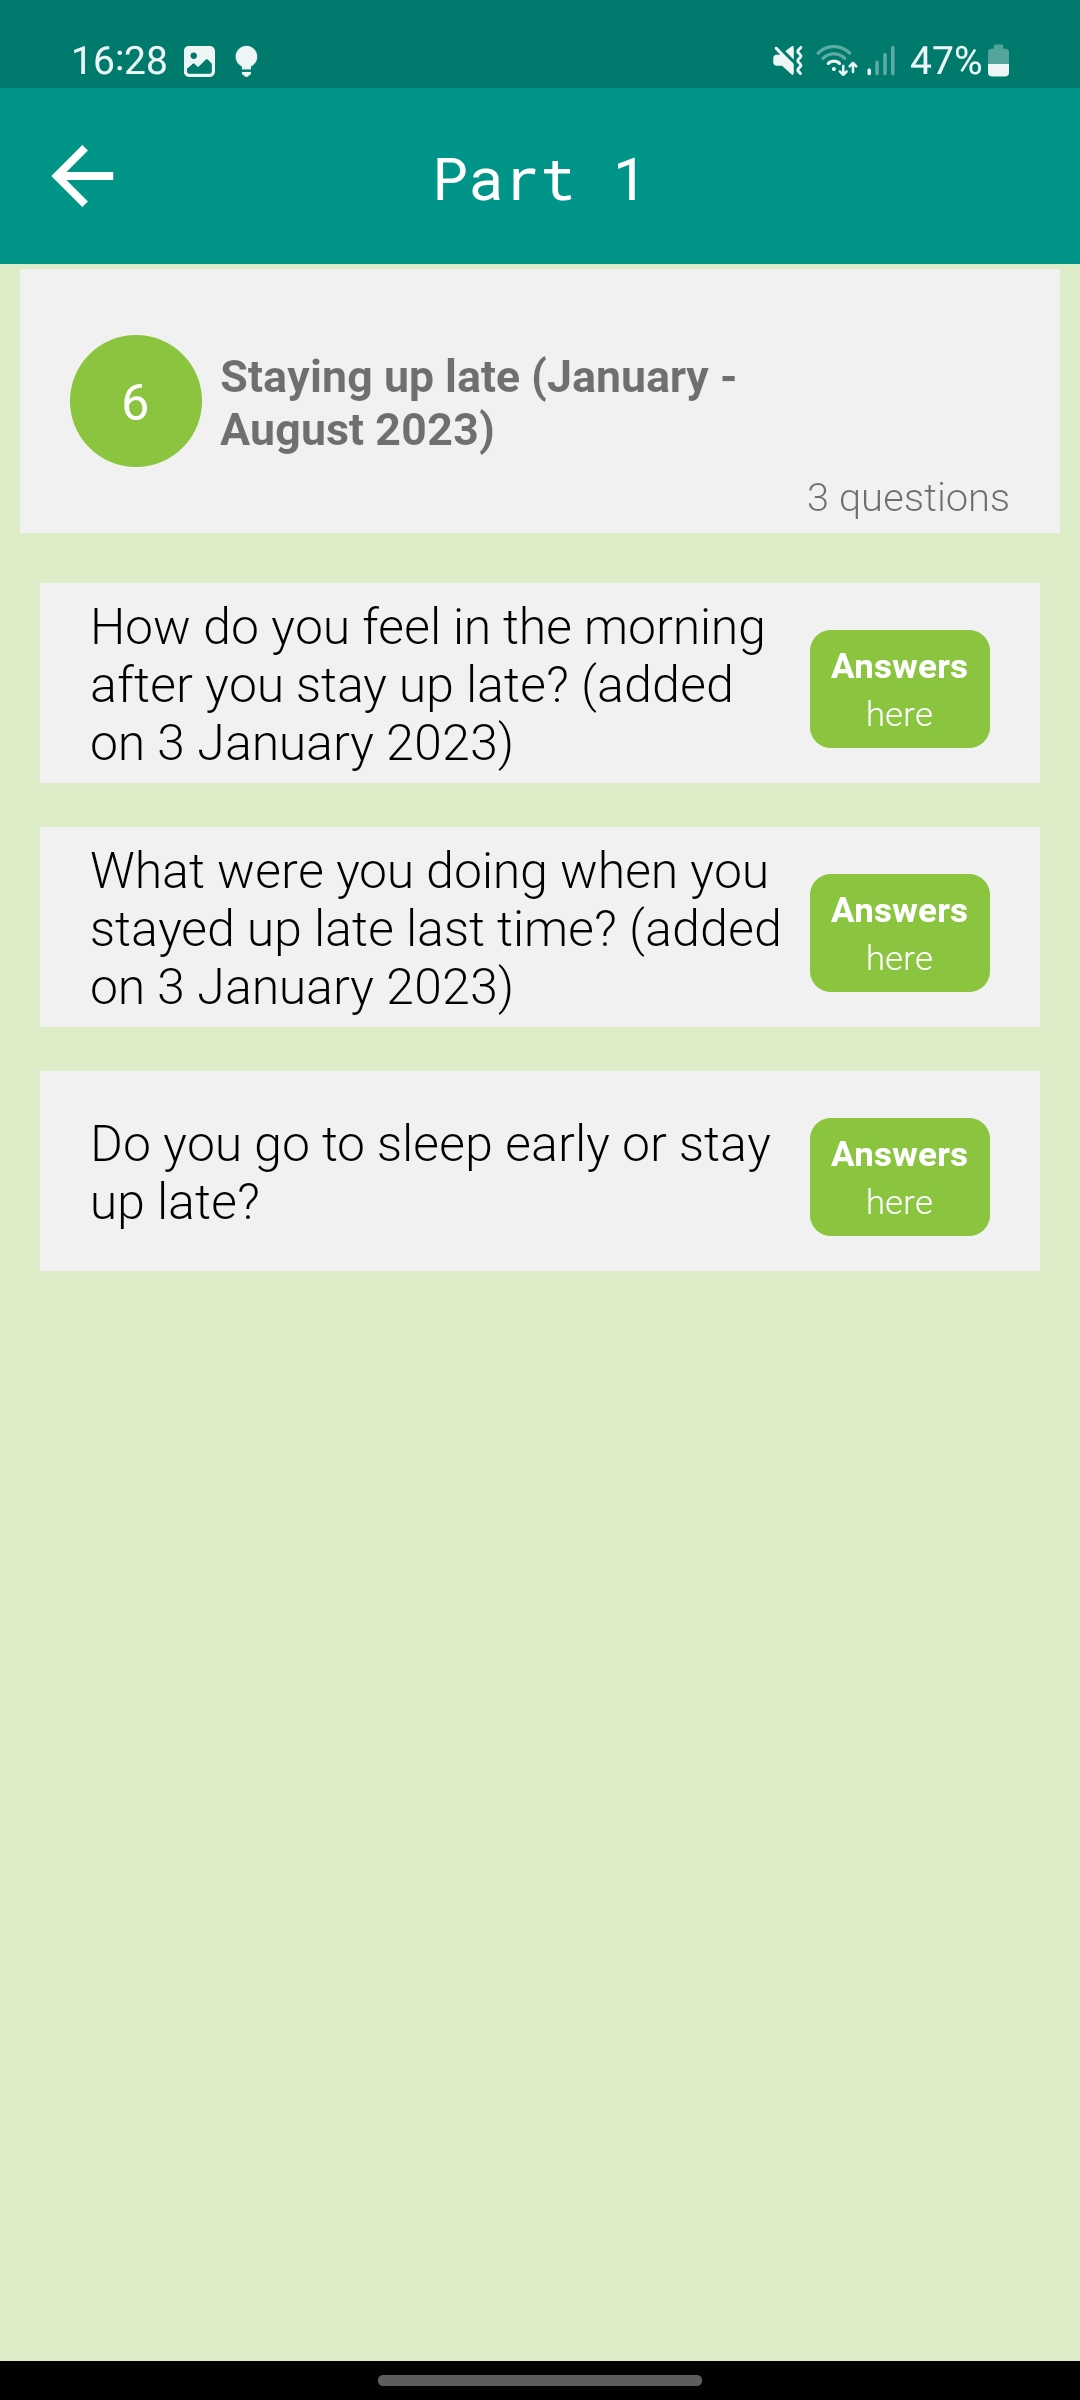 16:28
47%
Part 1
6
Staying up late (January -
August 2023)
3 questions
How do you feel in the morning
after you stay up late? (added
on 3 January 2023)
Answers
here
What were you doing when you
stayed up late last time? (added
on 3 January 2023)
Answers
here
Do you go to sleep early or stay
up late?
Answers
here